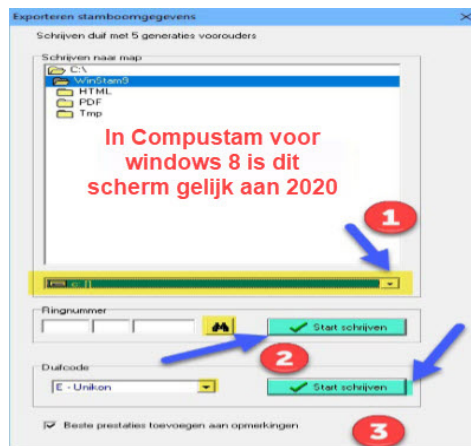 Exporteren stamboomgegevens
Schrijven duif met 5 generaties voorouders
Schrijven naar map
C:\
WinStam9
HTML
PDF
Tmp
In Compustam voor
windows 8 is dit
scherm gelijk aan 2020
1
c: []
Ringnummer
Start schrijven
2
Duifcode
E - Unikon
Start schrijven
Beste prestaties toevoegen aan opmerkingen
3